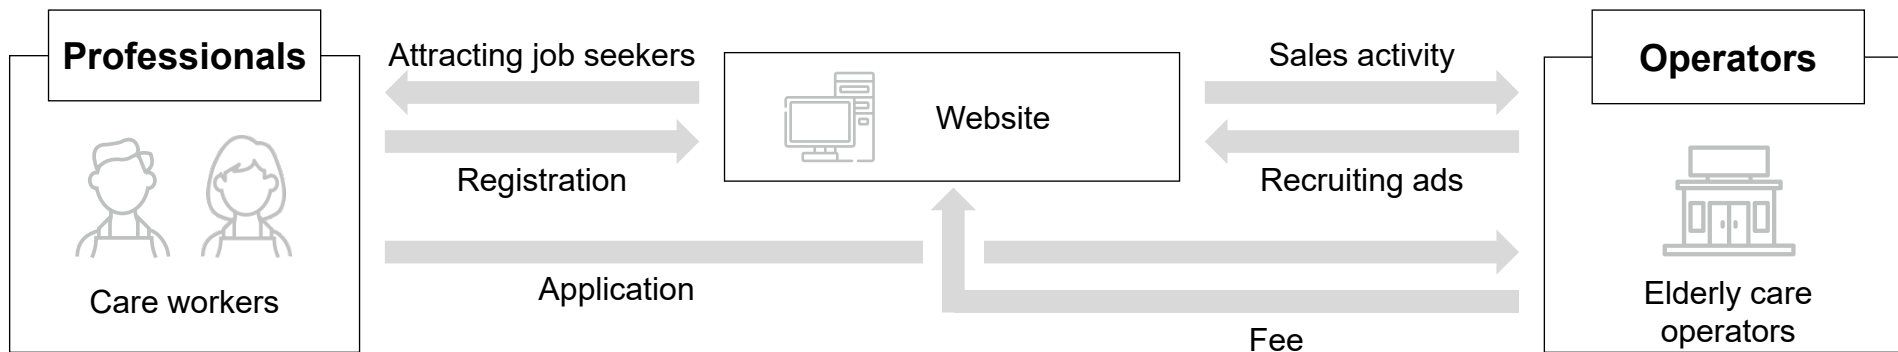 Professionals
Attracting job seekers
Sales activity
Operators
Website
Registration
Recruiting ads
Care workers
Application
Elderly care
operators
Fee